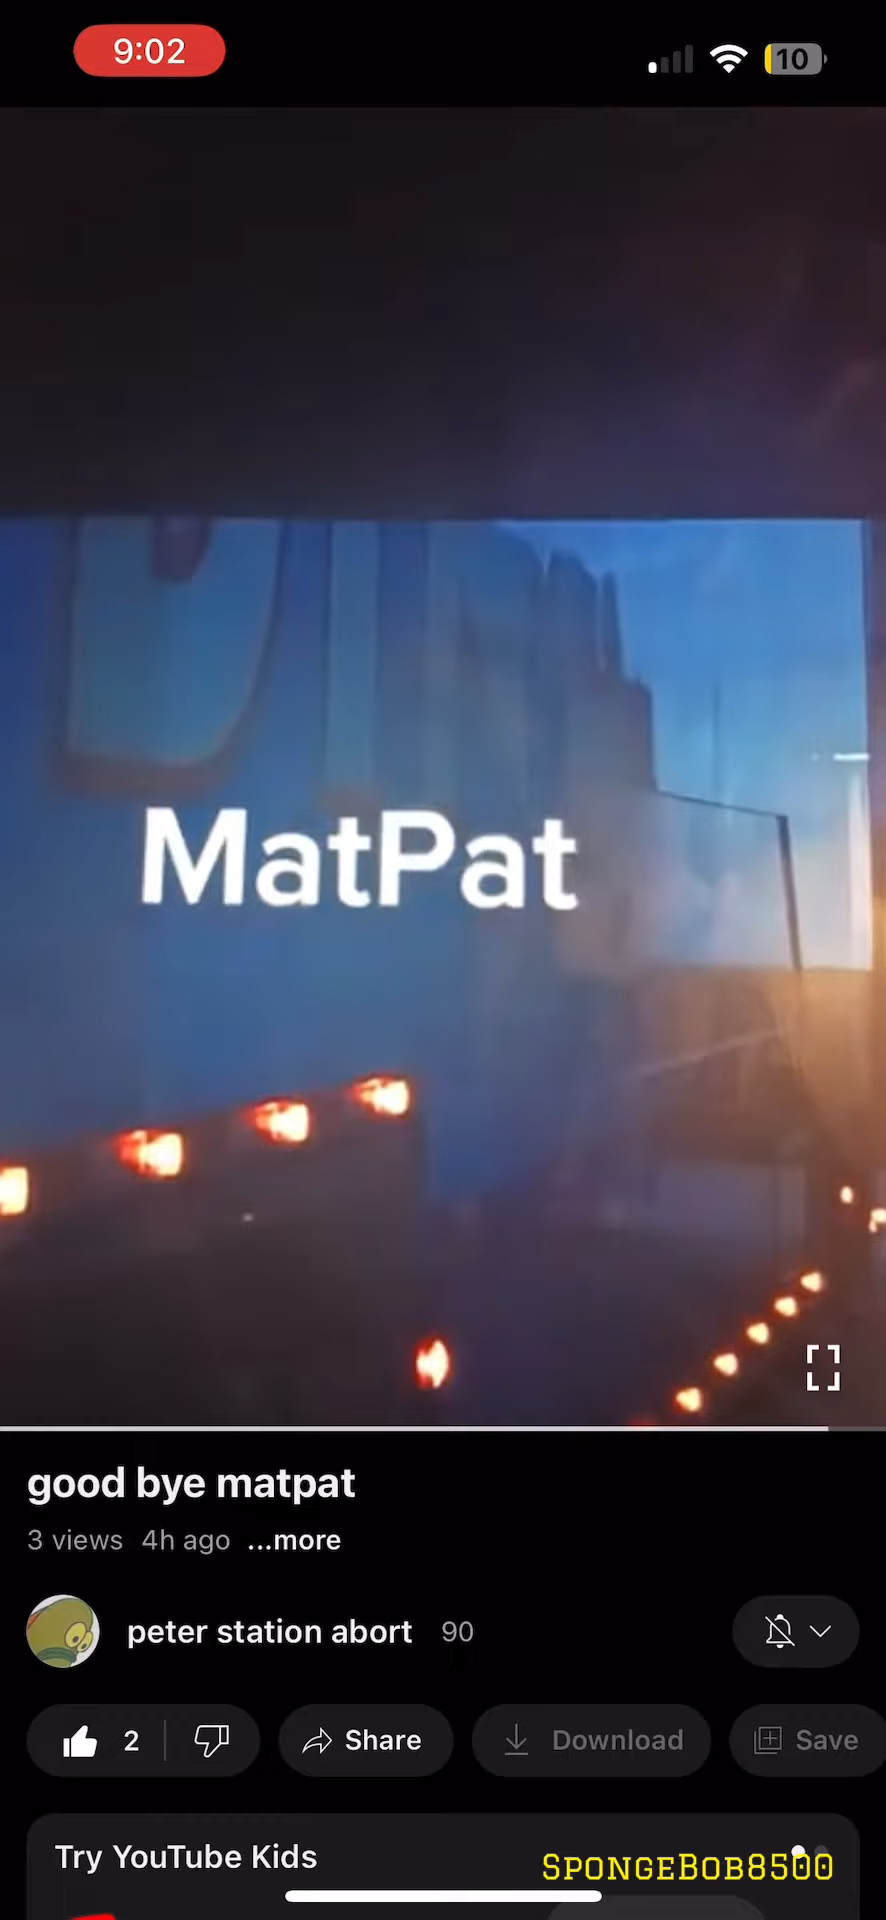 9:02
10
MatPat
good bye matpat
3 views 4h ago ...more
peter station abort 90
2 Share Download Save
Try YouTube Kids
SpongeBob8500